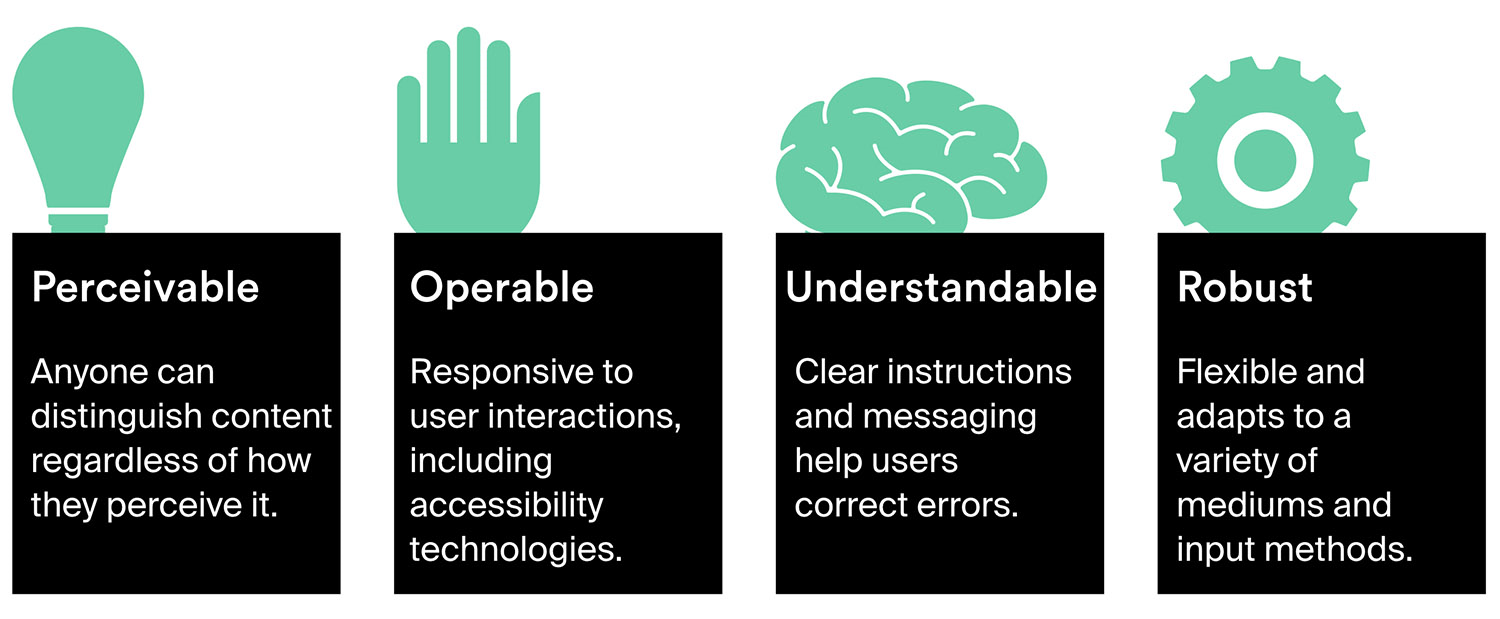 Perceivable
Anyone can
distinguish content
regardless of how
they perceive it.
Operable
Responsive to
user interactions,
including
accessibility
technologies.
Understandable
Clear instructions
and messaging
help users
correct errors.
Robust
Flexible and
adapts to a
variety of
mediums and
input methods.